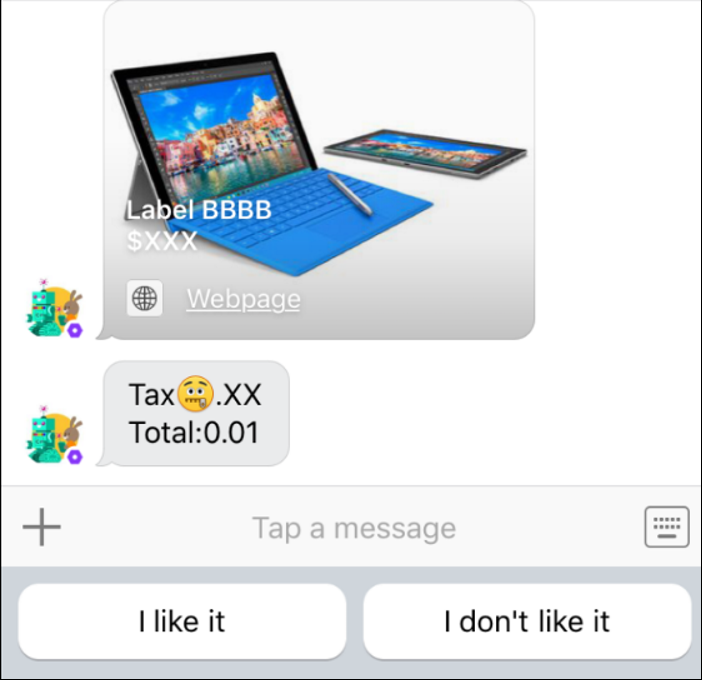 Label BBBB
$XXX
Webpage
Tax🤐.XX
Total:0.01
Tap a message
I like it
I don't like it